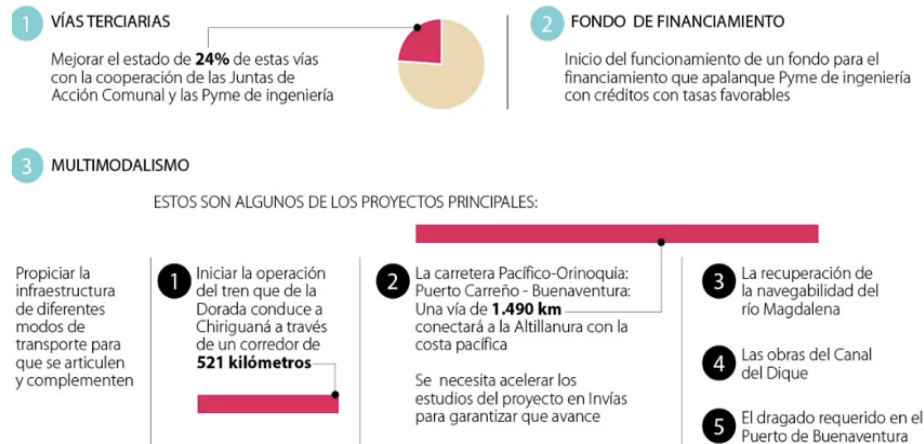 1 VÍAS TERCIARIAS
Mejorar el estado de 24% de estas vías
con la cooperación de las Juntas de
Acción Comunal y las Pyme de ingeniería
2 FONDO DE FINANCIAMIENTO
Inicio del funcionamiento de un fondo para el
financiamiento que apalanque Pyme de ingeniería
con créditos con tasas favorables
3 MULTIMODALISMO
ESTOS SON ALGUNOS DE LOS PROYECTOS PRINCIPALES:
Propiciar la
infraestructura
de diferentes
modos de
transporte para
que se articulen
y complementen
1 Iniciar la operación
del tren que de la
Dorada conduce a
Chiriguaná a través
de un corredor de
521 kilómetros
2 La carretera Pacífico-Orinoquia:
Puerto Carreño - Buenaventura:
Una vía de 1.490 km
conectará a la Altillanura con la
costa pacífica
Se necesita acelerar los
estudios del proyecto en Invías
para garantizar que avance
3 La recuperación de
la navegabilidad del
río Magdalena
4 Las obras del Canal
del Dique
5 El dragado requerido en el
Puerto de Buenaventura